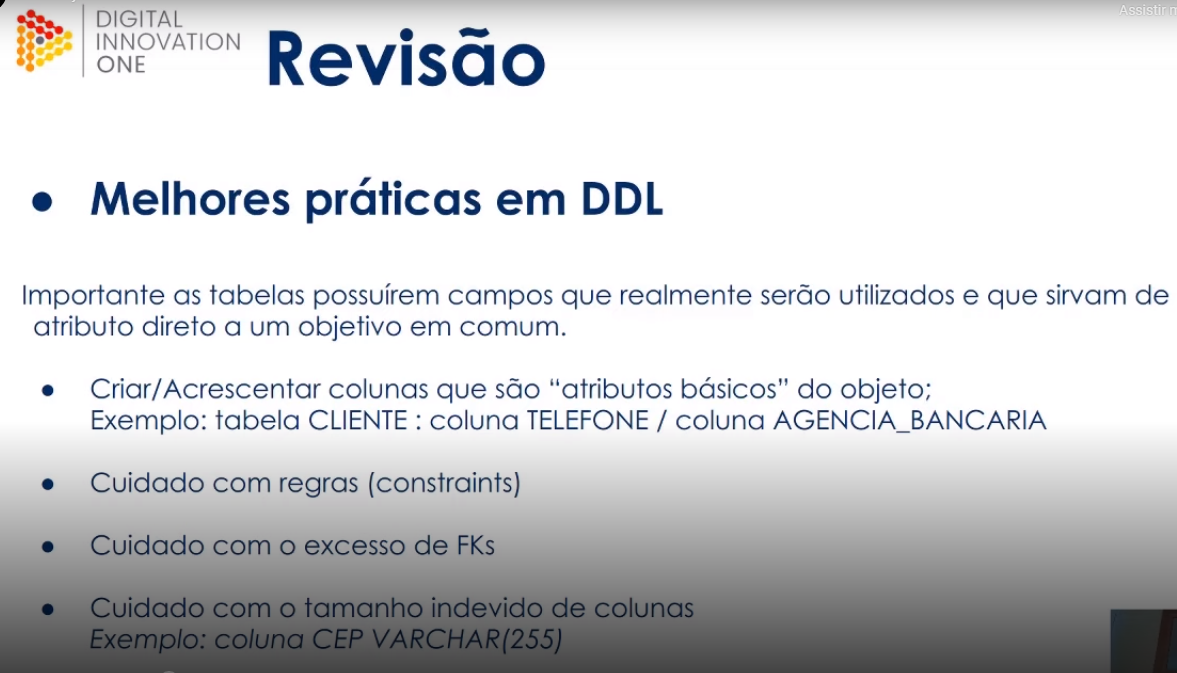 Assistir m
DIGITAL
INNOVATION
ONE
Revisão
● Melhores práticas em DDL
Importante as tabelas possuírem campos que realmente serão utilizados e que sirvam de
atributo direto a um objetivo em comum.
● Criar/Acrescentar colunas que são “atributos básicos” do objeto;
Exemplo: tabela CLIENTE : coluna TELEFONE / coluna AGENCIA_BANCARIA
● Cuidado com regras (constraints)
● Cuidado com o excesso de FKs
● Cuidado com o tamanho indevido de colunas
Exemplo: coluna CEP VARCHAR(255)